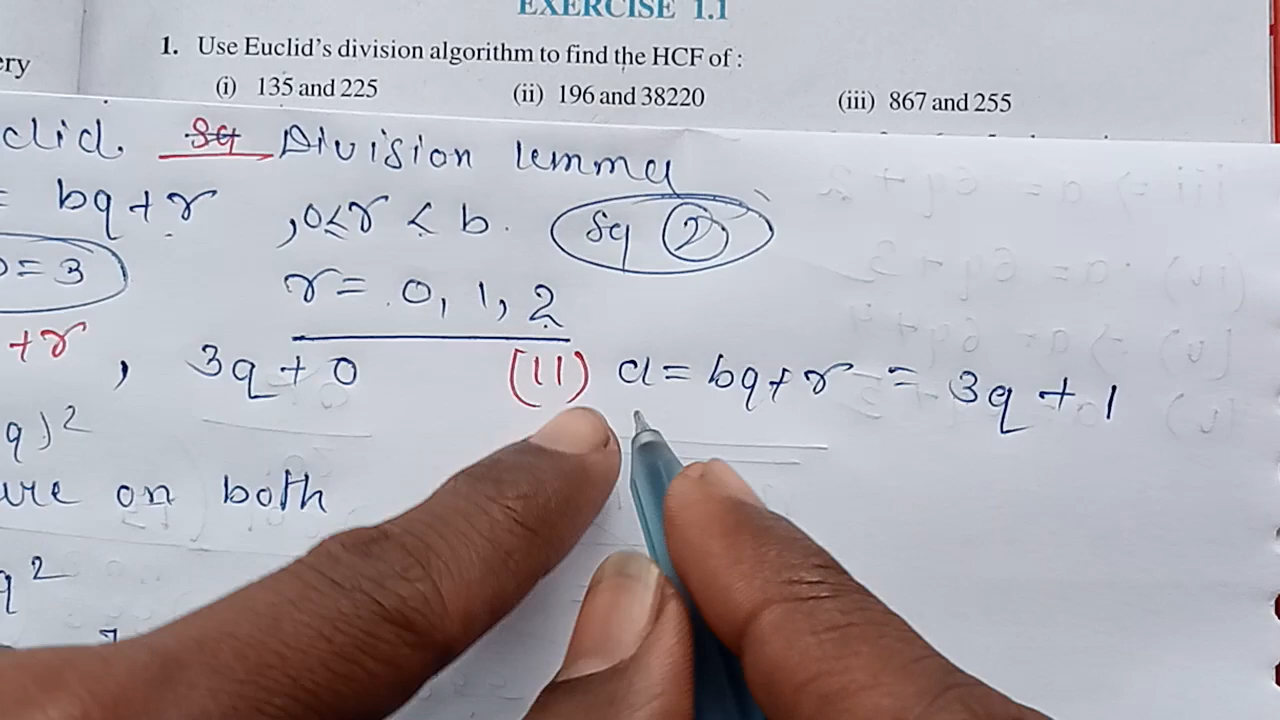 EXERCISE 1.1
1. Use Euclid's division algorithm to find the HCF of :
(i) 135 and 225 (ii) 196 and 38220 (iii) 867 and 255
ery
clid. Division lemma
= bq + r , 0 ≤ r < b. Sq 2
b = 3
r = 0, 1, 2
+r , 3q + 0 (II) a = bq + r = 3q + 1
q)²
ure on both
q²